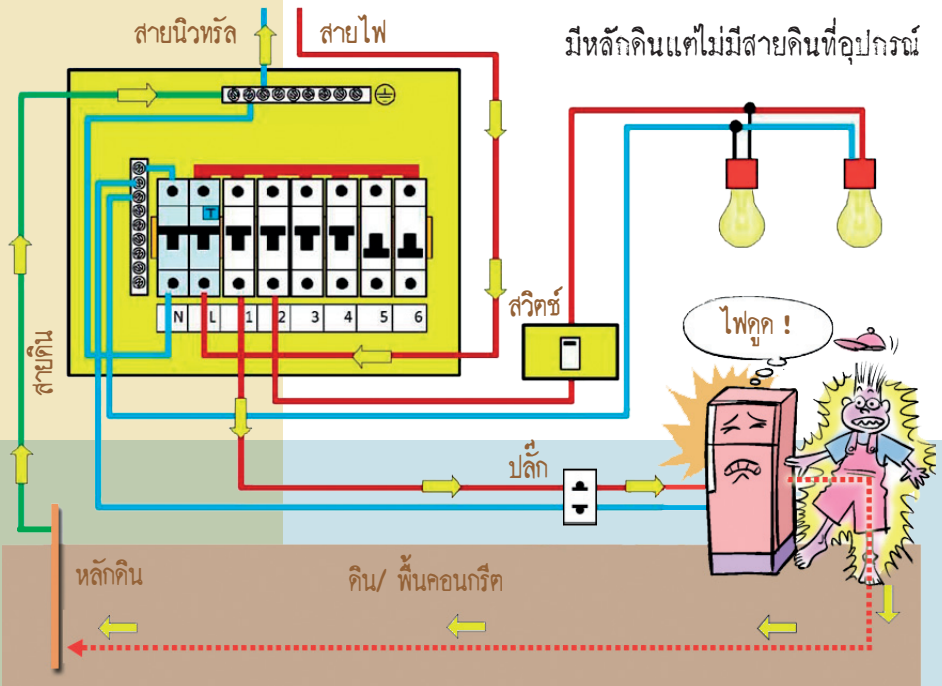 สายนิวทรัล
สายไฟ
มีหลักดินแต่ไม่มีสายดินที่อุปกรณ์
T
N L 1 2 3 4 5 6
สวิตช์
ไฟดูด !
สายดิน
ปลั๊ก
หลักดิน
ดิน/ พื้นคอนกรีต